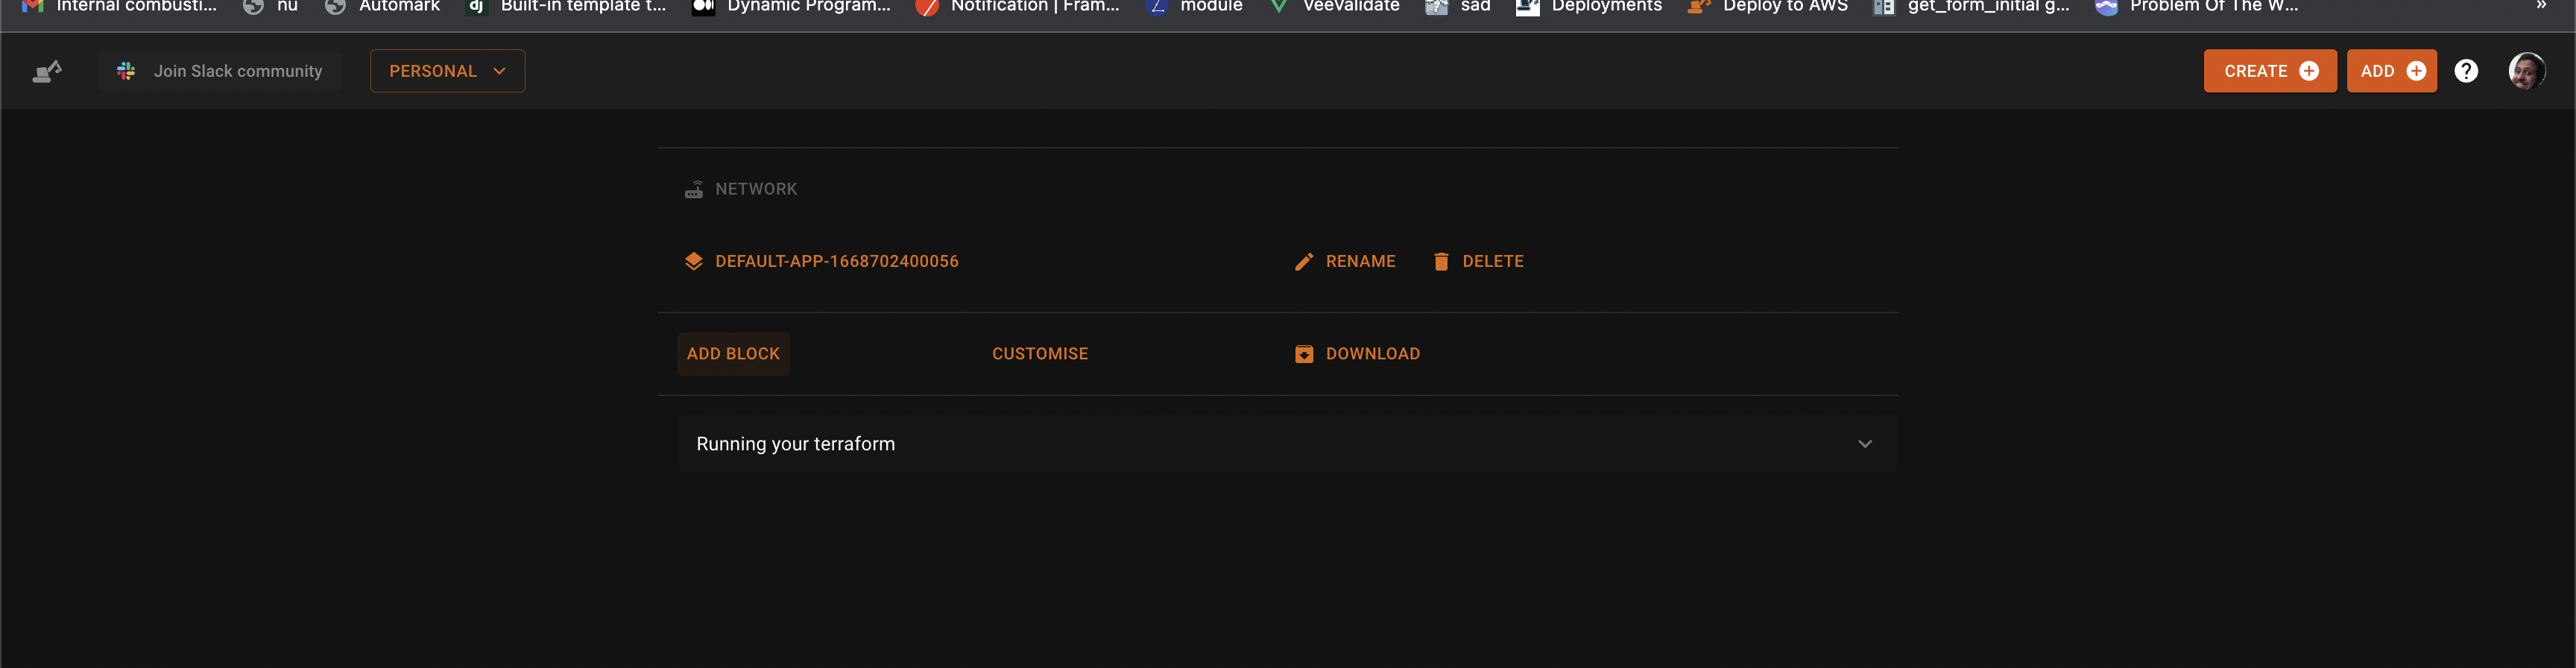 Internal combusti... nu Automark dj Built-in template t... Dynamic Program... Notification | Fram... module VeeValidate sad Deployments Deploy to AWS get_form_initial g... Problem Of The W... »
Join Slack community PERSONAL CREATE ADD ?
NETWORK
DEFAULT-APP-1668702400056 RENAME DELETE
ADD BLOCK CUSTOMISE DOWNLOAD
Running your terraform